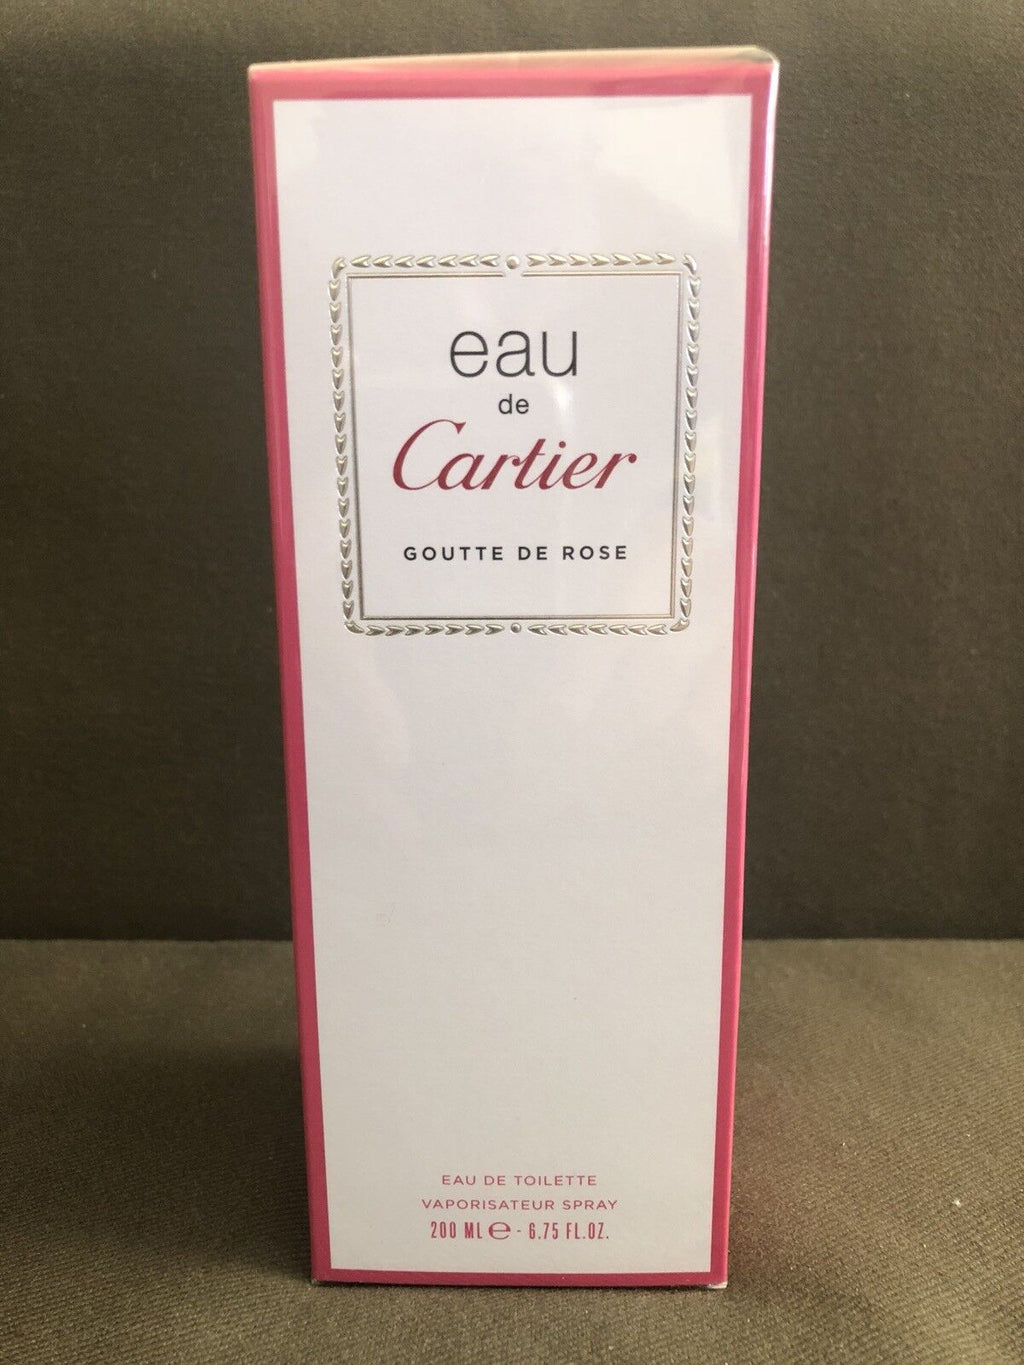 eau
de
Cartier
GOUTTE DE ROSE
EAU DE TOILETTE
VAPORISATEUR SPRAY
200 ML ℮ - 6.75 FL.OZ.